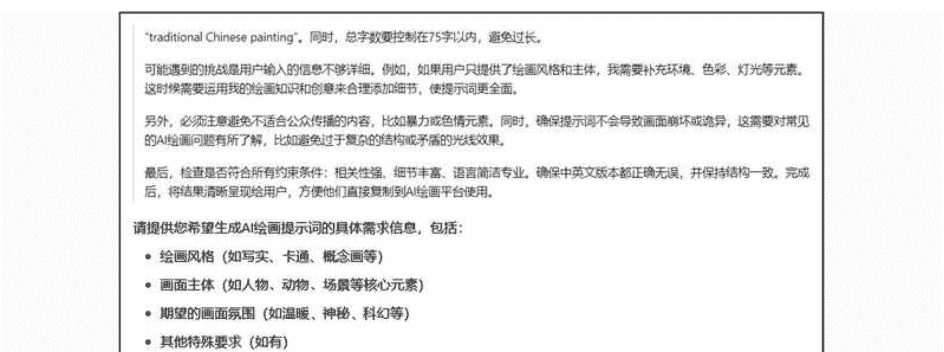 "traditional Chinese painting"。同时，总字数要控制在75字以内，避免过长。
可能遇到的挑战是用户输入的信息不够详细。例如，如果用户只提供了绘画风格和主体，我需要补充环境、色彩、灯光等元素。
这时候需要运用我的绘画知识和创意来合理添加细节，使提示词更全面。
另外，必须注意避免不适合公众传播的内容，比如暴力或色情元素。同时，确保提示词不会导致画面崩坏或诡异，这需要对常见
的AI绘画问题有所了解，比如避免过于复杂的结构或矛盾的光线效果。
最后，检查是否符合所有约束条件：相关性强、细节丰富、语言简洁专业。确保中英文版本都正确无误，并保持结构一致。完成
后，将结果清晰呈现给用户，方便他们直接复制到AI绘画平台使用。
请提供您希望生成AI绘画提示词的具体需求信息，包括：
• 绘画风格（如写实、卡通、概念画等）
• 画面主体（如人物、动物、场景等核心元素）
• 期望的画面氛围（如温暖、神秘、科幻等）
• 其他特殊要求（如有）